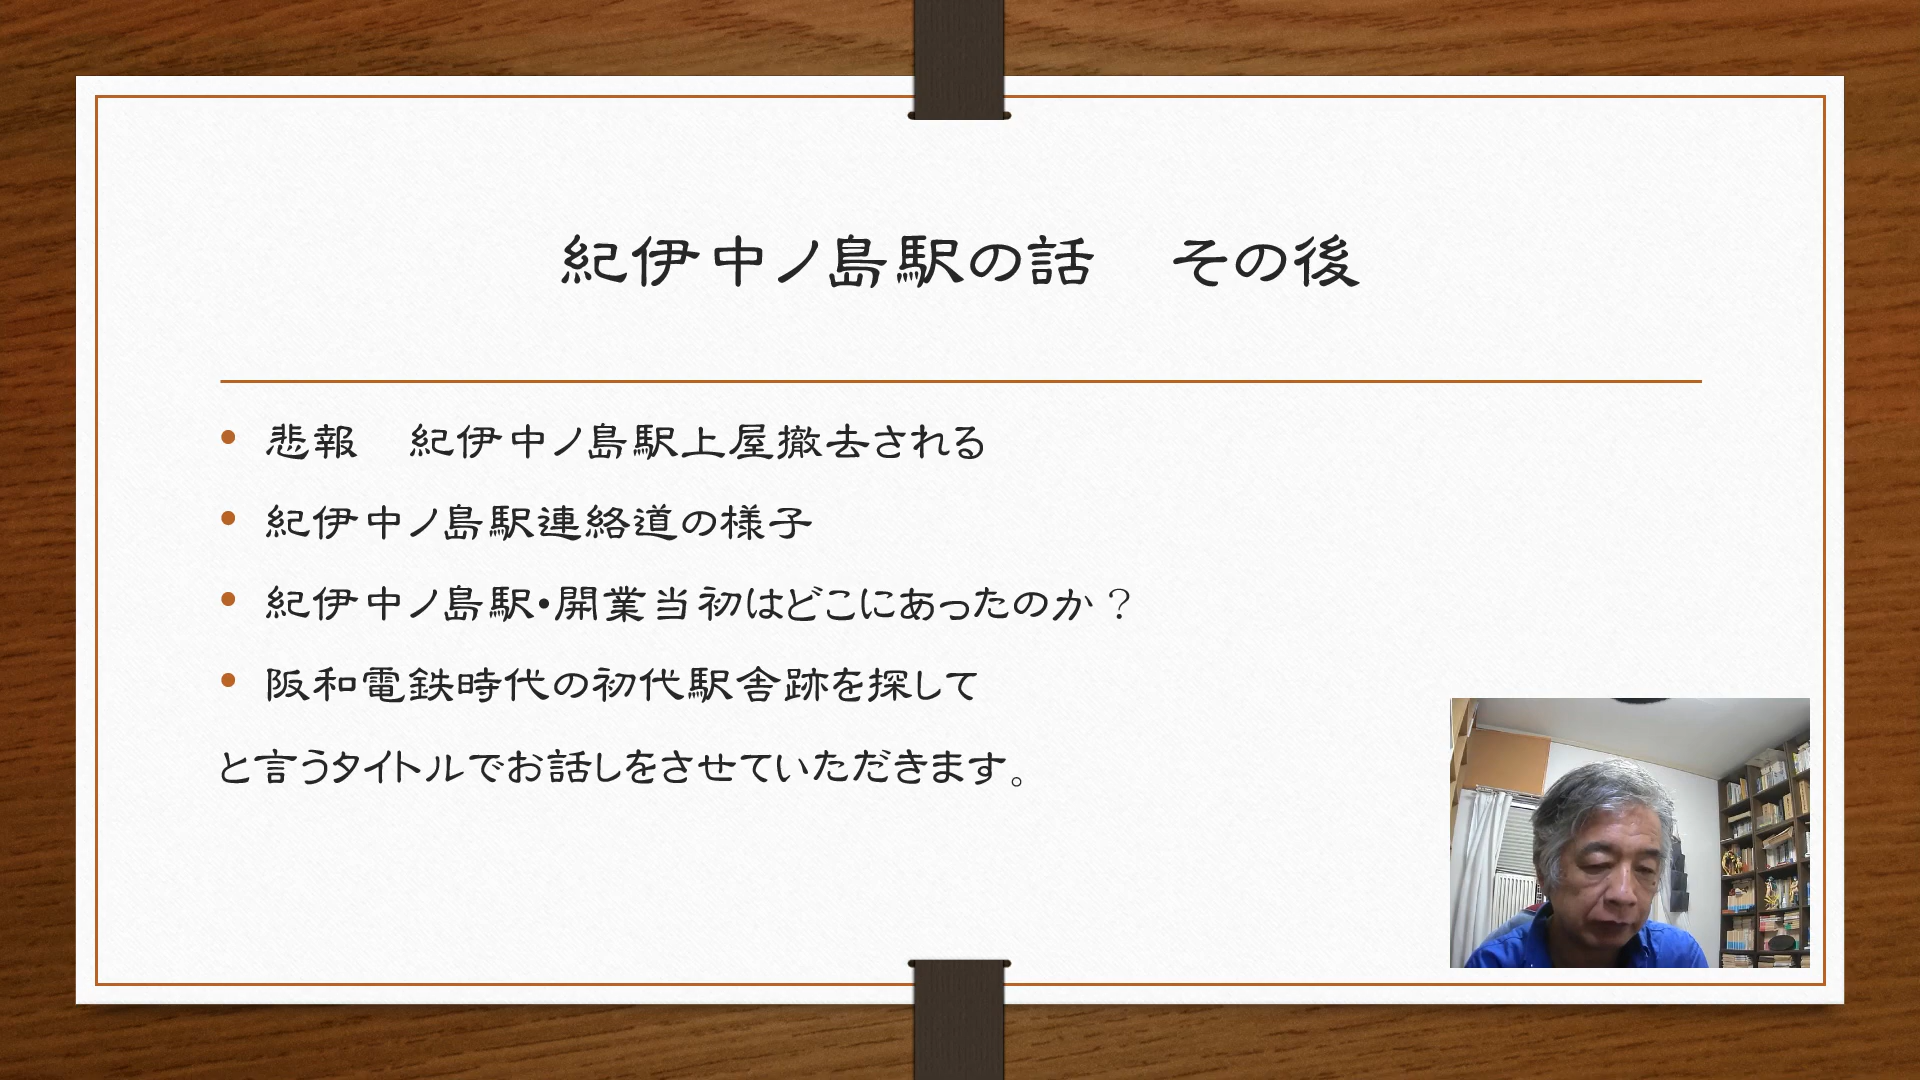 紀伊中ノ島駅の話　その後
• 悲報　紀伊中ノ島駅上屋撤去される
• 紀伊中ノ島駅連絡道の様子
• 紀伊中ノ島駅・開業当初はどこにあったのか？
• 阪和電鉄時代の初代駅舎跡を探して
と言うタイトルでお話しをさせていただきます。